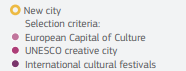 New city
Selection criteria:
European Capital of Culture
UNESCO creative city
International cultural festivals